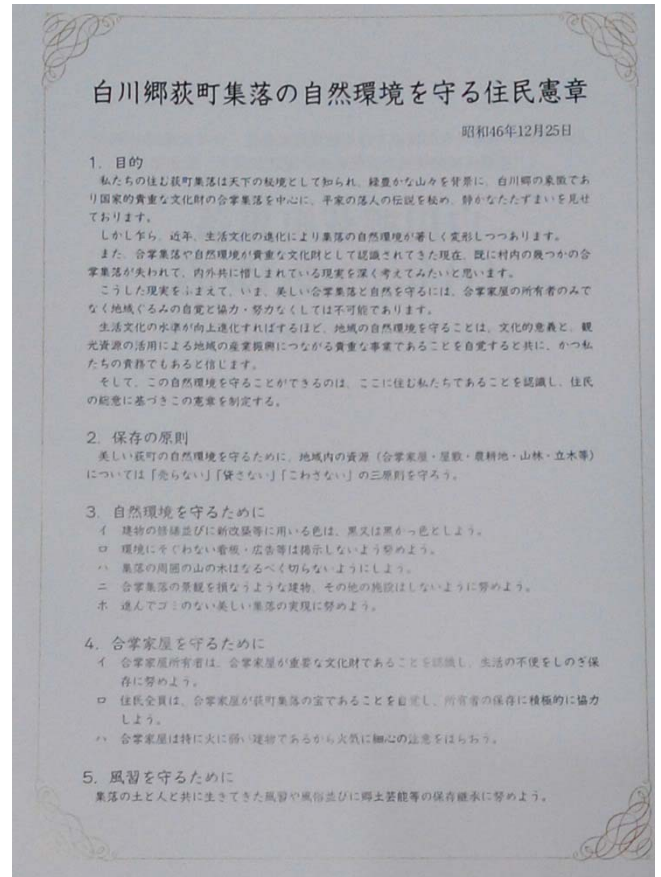 白川郷荻町集落の自然環境を守る住民憲章
昭和46年12月25日
1. 目的
私たちの住む荻町集落は天下の秘境として知られ、緑豊かな山々を背景に、白川郷の象徴であ
り国家的貴重な文化財の合掌集落を中心に、平家の落人の伝説を秘め、静かなたたずまいを見せ
ております。
しかし乍ら、近年、生活文化の進化により集落の自然環境が著しく変形しつつあります。
また、合掌集落や自然環境が貴重な文化財として認識されてきた現在、既に村内の幾つかの合
掌集落が失われて、内外共に惜しまれている現実を深く考えてみたいと思います。
こうした現実をふまえて、いま、美しい合掌集落と自然を守るには、合掌家屋の所有者のみで
なく地域ぐるみの自覚と協力・努力なくしては不可能であります。
生活文化の水準が向上進化すればするほど、地域の自然環境を守ることは、文化的意義と、観
光資源の活用による地域の産業振興につながる貴重な事業であることを自覚すると共に、かつ私
たちの責務でもあると信じます。
そして、この自然環境を守ることができるのは、ここに住む私たちであることを認識し、住民
の総意に基づきこの憲章を制定する。
2. 保存の原則
美しい荻町の自然環境を守るために、地域内の資源（合掌家屋・屋敷・農耕地・山林・立木等）
については「売らない」「貸さない」「こわさない」の三原則を守ろう。
3. 自然環境を守るために
イ 建物の修繕並びに新改築等に用いる色は、黒又は黒かっ色としよう。
ロ 環境にそぐわない看板・広告等は掲示しないよう努めよう。
ハ 集落の周囲の山の木はなるべく切らないようにしよう。
ニ 合掌集落の景観を損なうような建物、その他の施設はしないように努めよう。
ホ 進んでゴミのない美しい集落の実現に努めよう。
4. 合掌家屋を守るために
イ 合掌家屋所有者は、合掌家屋が重要な文化財であることを認識し、生活の不便をしのぎ保
存に努めよう。
ロ 住民全員は、合掌家屋が荻町集落の宝であることを自覚し、所有者の保存に積極的に協力
しよう。
ハ 合掌家屋は特に火に弱い建物であるから火気に細心の注意をはらおう。
5. 風習を守るために
集落の土と人と共に生きてきた風習や風俗並びに郷土芸能等の保存継承に努めよう。